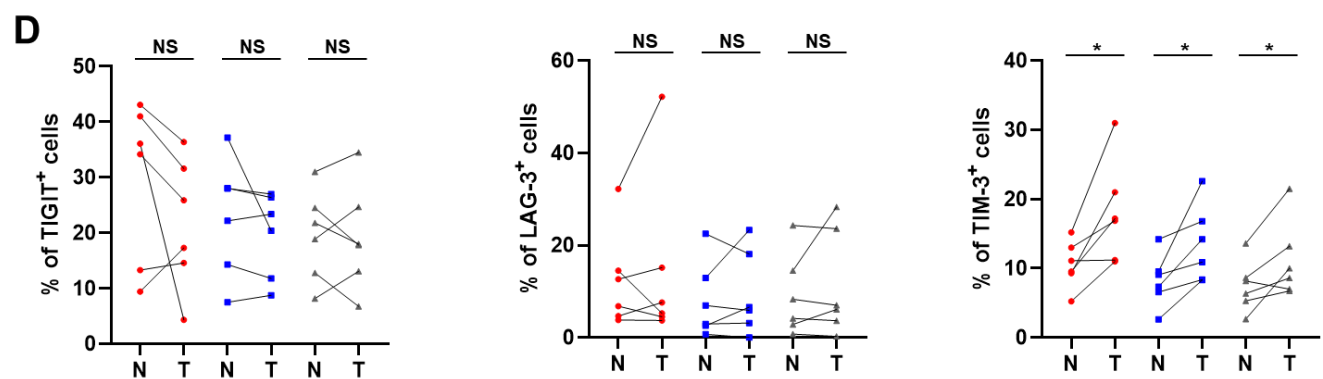 D
NS NS NS
% of TIGIT+ cells
50
40
30
20
10
0
N T N T N T
NS NS NS
% of LAG-3+ cells
60
40
20
0
N T N T N T
* * *
% of TIM-3+ cells
40
30
20
10
0
N T N T N T